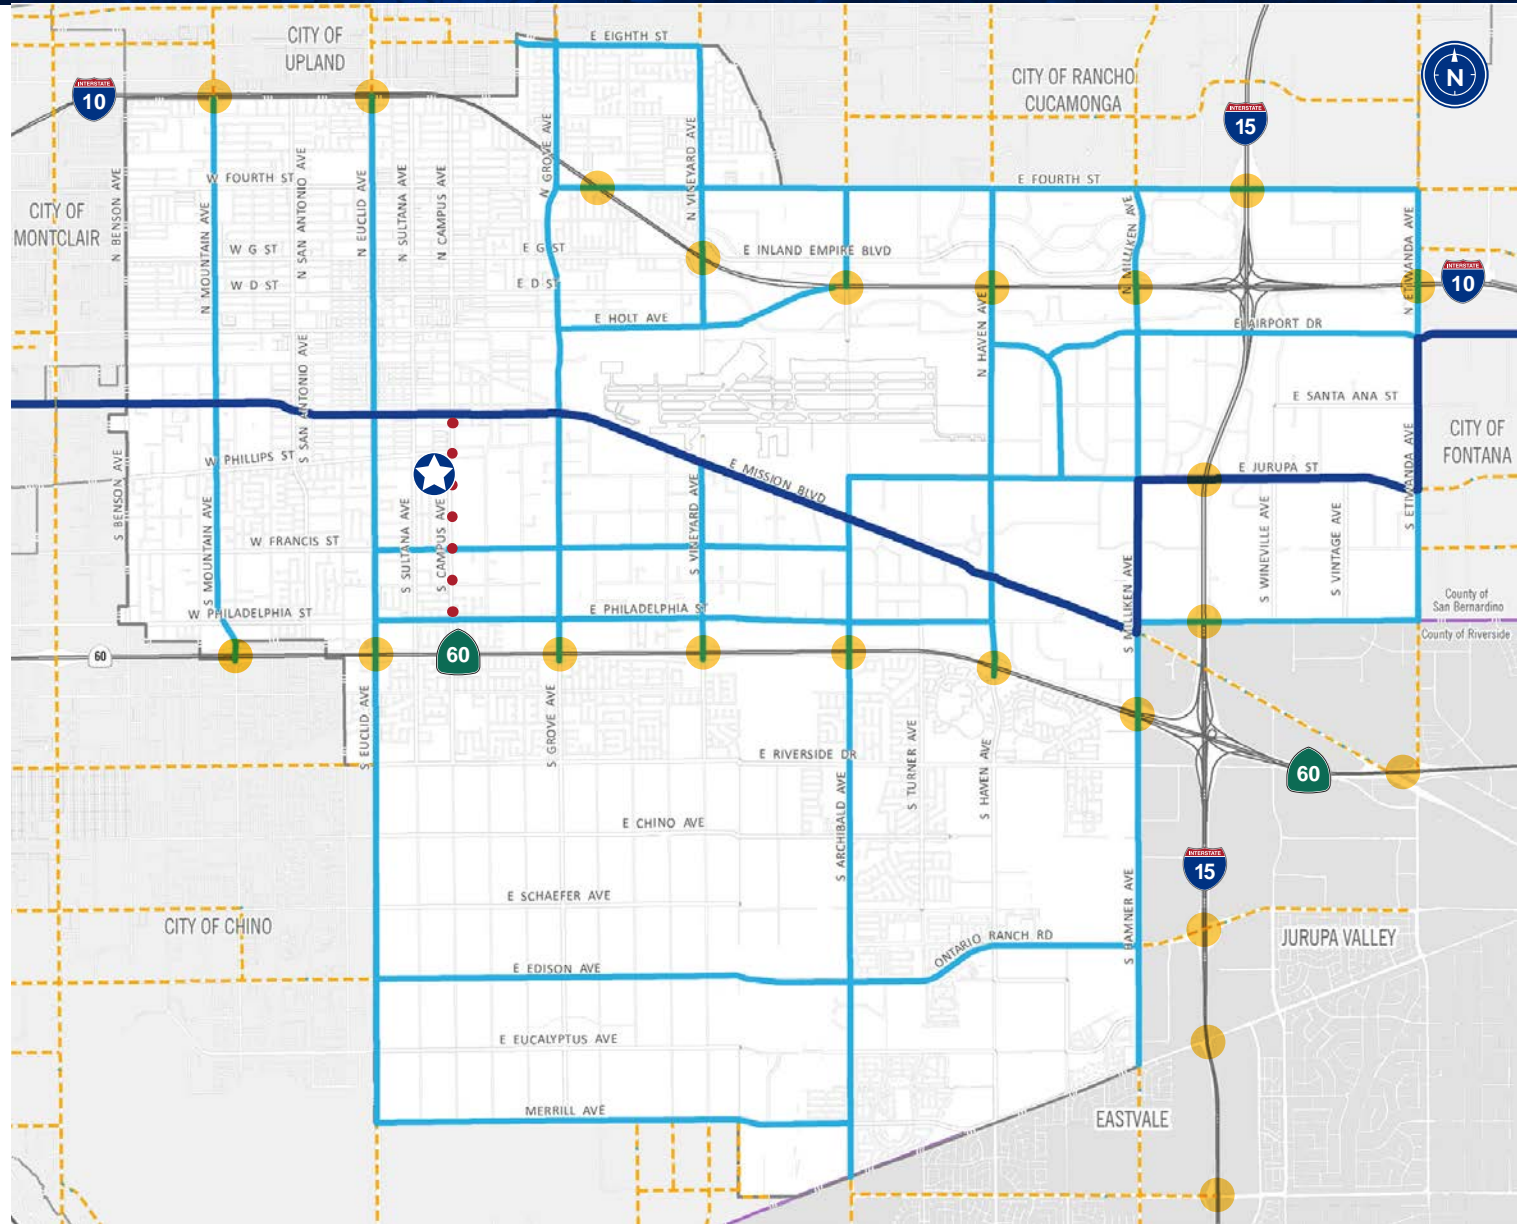 E EIGHTH ST
CITY OF
UPLAND
N
CITY OF RANCHO
CUCAMONGA
INTERSTATE
10
INTERSTATE
15
N GROVE AVE
N VINEYARD AVE
W FOURTH ST
E FOURTH ST
N BENSON AVE
N SAN ANTONIO AVE
N EUCLID AVE
N SULTANA AVE
N CAMPUS AVE
CITY OF
MONTCLAIR
N MOUNTAIN AVE
N MILLIKEN AVE
N ETIWANDA AVE
W G ST
E G ST
E INLAND EMPIRE BLVD
W D ST
E D ST
INTERSTATE
10
E HOLT AVE
E AIRPORT DR
N HAVEN AVE
S SAN ANTONIO AVE
E SANTA ANA ST
CITY OF
FONTANA
W PHILLIPS ST
E MISSION BLVD
E JURUPA ST
S BENSON AVE
S MOUNTAIN AVE
S SULTANA AVE
S CAMPUS AVE
S VINEYARD AVE
S ETIWANDA AVE
S WINEVILLE AVE
S VINTAGE AVE
W FRANCIS ST
S MILLIKEN AVE
W PHILADELPHIA ST
E PHILADELPHIA ST
County of
San Bernardino
County of Riverside
60
60
S EUCLID AVE
S GROVE AVE
E RIVERSIDE DR
S TURNER AVE
S HAVEN AVE
60
S ARCHIBALD AVE
E CHINO AVE
INTERSTATE
15
E SCHAEFER AVE
S HAMNER AVE
CITY OF CHINO
ONTARIO RANCH RD
JURUPA VALLEY
E EDISON AVE
E EUCALYPTUS AVE
MERRILL AVE
EASTVALE